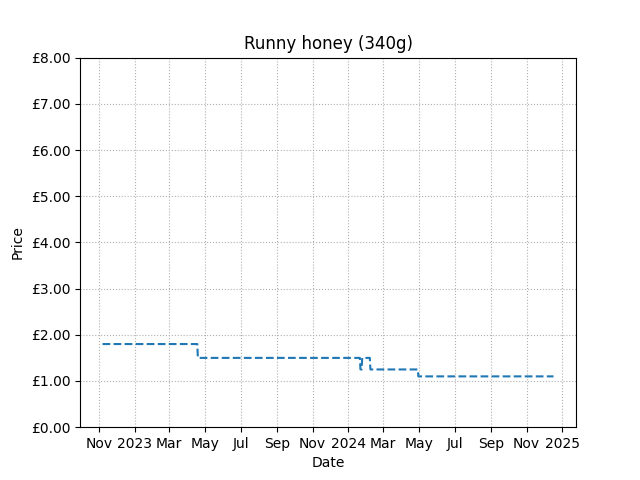 Runny honey (340g)
£8.00
£7.00
£6.00
£5.00
£4.00
£3.00
£2.00
£1.00
£0.00
Price
Nov 2023 Mar May Jul Sep Nov 2024 Mar May Jul Sep Nov 2025
Date